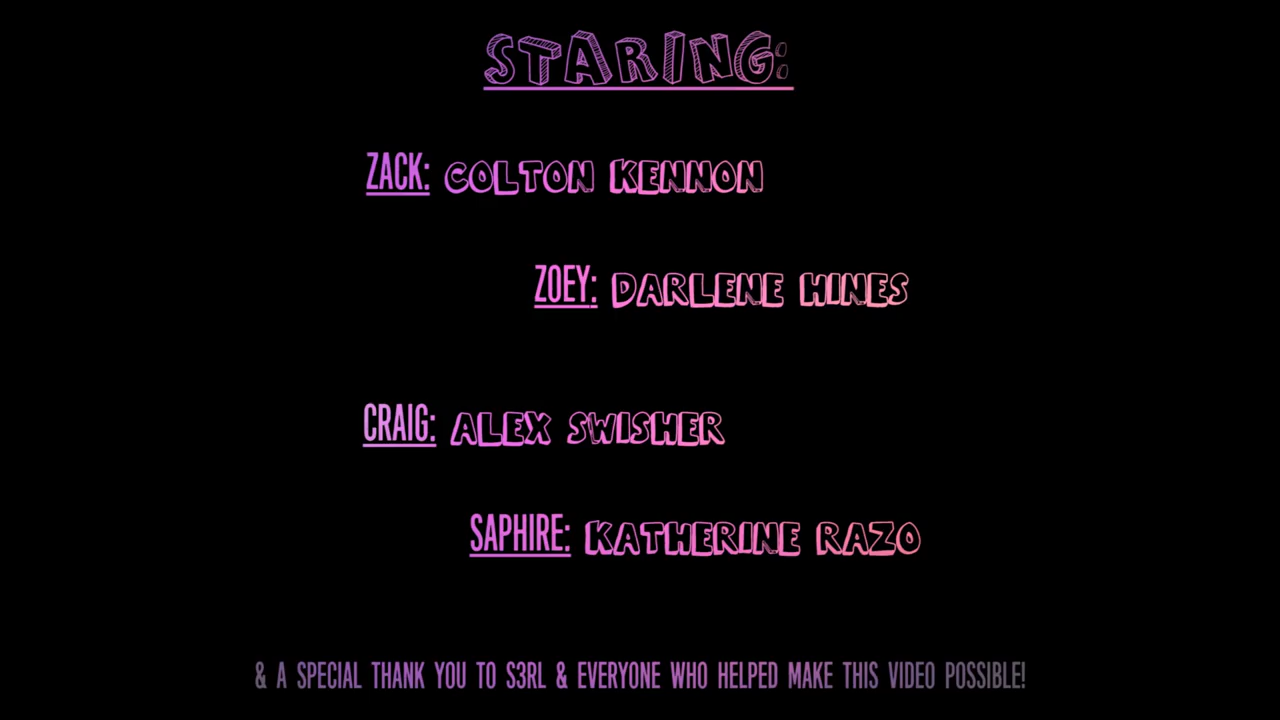 STARING:
ZACK: COLTON KENNON
ZOEY: DARLENE HINES
CRAIG: ALEX SWISHER
SAPHIRE: KATHERINE RAZO
& A SPECIAL THANK YOU TO S3RL & EVERYONE WHO HELPED MAKE THIS VIDEO POSSIBLE!